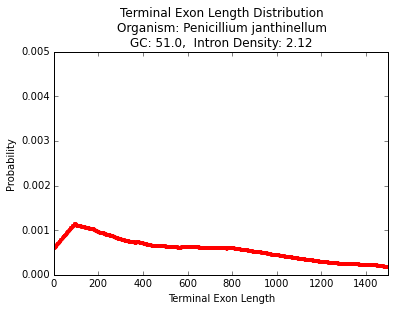 Terminal Exon Length Distribution
Organism: Penicillium janthinellum
GC: 51.0,  Intron Density: 2.12
0.005
0.004
0.003
0.002
0.001
0.000
Probability
0 200 400 600 800 1000 1200 1400
Terminal Exon Length